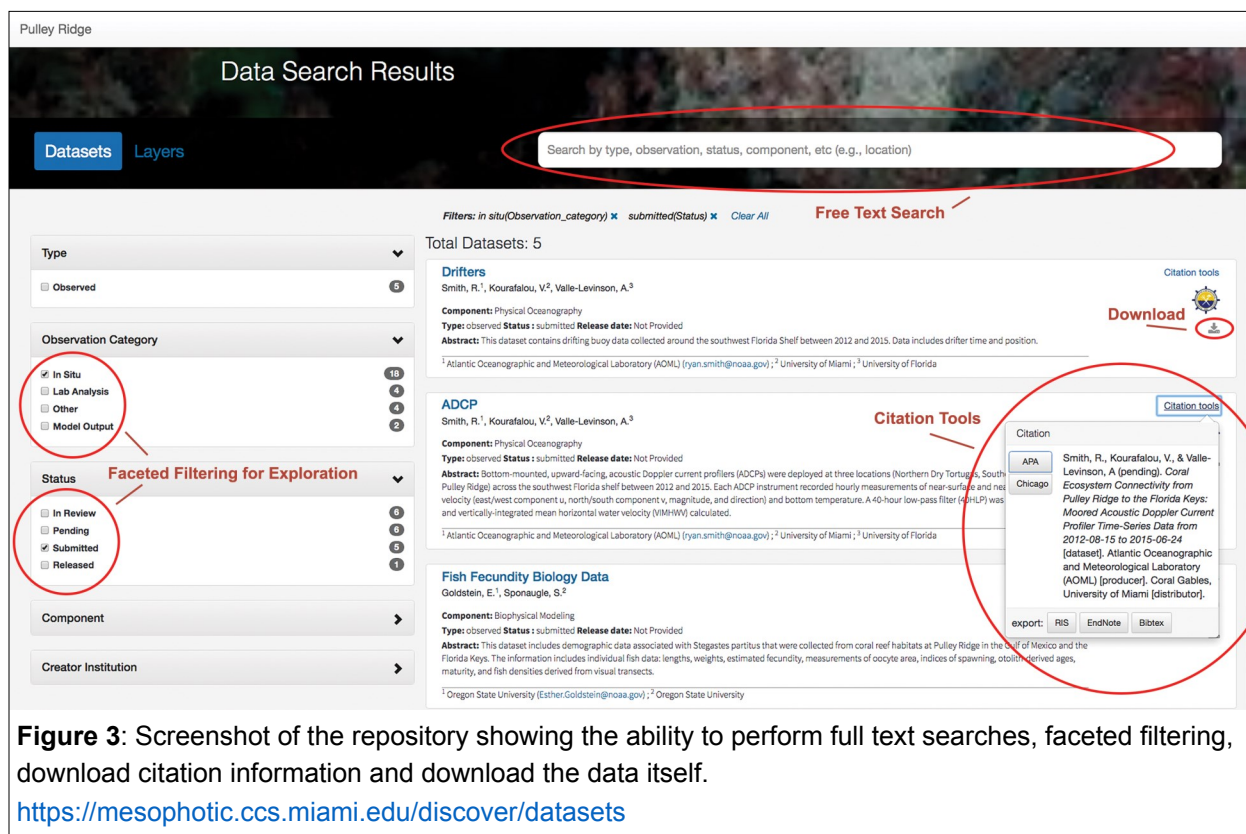 Pulley Ridge
Data Search Results
Datasets Layers
Search by type, observation, status, component, etc (e.g., location)
Free Text Search
Filters: in situ(Observation_category) × submitted(Status) × Clear All
Type
Observed 5
Observation Category
In Situ 18
Lab Analysis 4
Other 4
Model Output 2
Faceted Filtering for Exploration
Status
In Review 6
Pending 6
Submitted 5
Released 1
Component
Creator Institution
Total Datasets: 5
Drifters
Citation tools
Smith, R.¹, Kourafalou, V.², Valle-Levinson, A.³
Component: Physical Oceanography
Type: observed Status : submitted Release date: Not Provided
Abstract: This dataset contains drifting buoy data collected around the southwest Florida Shelf between 2012 and 2015. Data includes drifter time and position.
¹ Atlantic Oceanographic and Meteorological Laboratory (AOML) (ryan.smith@noaa.gov) ; ² University of Miami ; ³ University of Florida
Download
ADCP
Citation tools
Citation Tools
Smith, R.¹, Kourafalou, V.², Valle-Levinson, A.³
Component: Physical Oceanography
Type: observed Status : submitted Release date: Not Provided
Abstract: Bottom-mounted, upward-facing, acoustic Doppler current profilers (ADCPs) were deployed at three locations (Northern Dry Tortugas, Southe
Pulley Ridge) across the southwest Florida shelf between 2012 and 2015. Each ADCP instrument recorded hourly measurements of near-surface and nea
velocity (east/west component u, north/south component v, magnitude, and direction) and bottom temperature. A 40-hour low-pass filter (40HLP) was
and vertically-integrated mean horizontal water velocity (VIMHWV) calculated.
¹ Atlantic Oceanographic and Meteorological Laboratory (AOML) (ryan.smith@noaa.gov) ; ² University of Miami ; ³ University of Florida
Citation
APA
Chicago
Smith, R., Kourafalou, V., & Valle-
Levinson, A (pending). Coral
Ecosystem Connectivity from
Pulley Ridge to the Florida Keys:
Moored Acoustic Doppler Current
Profiler Time-Series Data from
2012-08-15 to 2015-06-24
[dataset]. Atlantic Oceanographic
and Meteorological Laboratory
(AOML) [producer]. Coral Gables,
University of Miami [distributor].
export: RIS EndNote Bibtex
Fish Fecundity Biology Data
Goldstein, E.¹, Sponaugle, S.²
Component: Biophysical Modeling
Type: observed Status : submitted Release date: Not Provided
Abstract: This dataset includes demographic data associated with Stegastes partitus that were collected from coral reef habitats at Pulley Ridge in the Gulf of Mexico and the
Florida Keys. The information includes individual fish data: lengths, weights, estimated fecundity, measurements of oocyte area, indices of spawning, otolith-derived ages,
maturity, and fish densities derived from visual transects.
¹ Oregon State University (Esther.Goldstein@noaa.gov) ; ² Oregon State University
Figure 3: Screenshot of the repository showing the ability to perform full text searches, faceted filtering,
download citation information and download the data itself.
https://mesophotic.ccs.miami.edu/discover/datasets